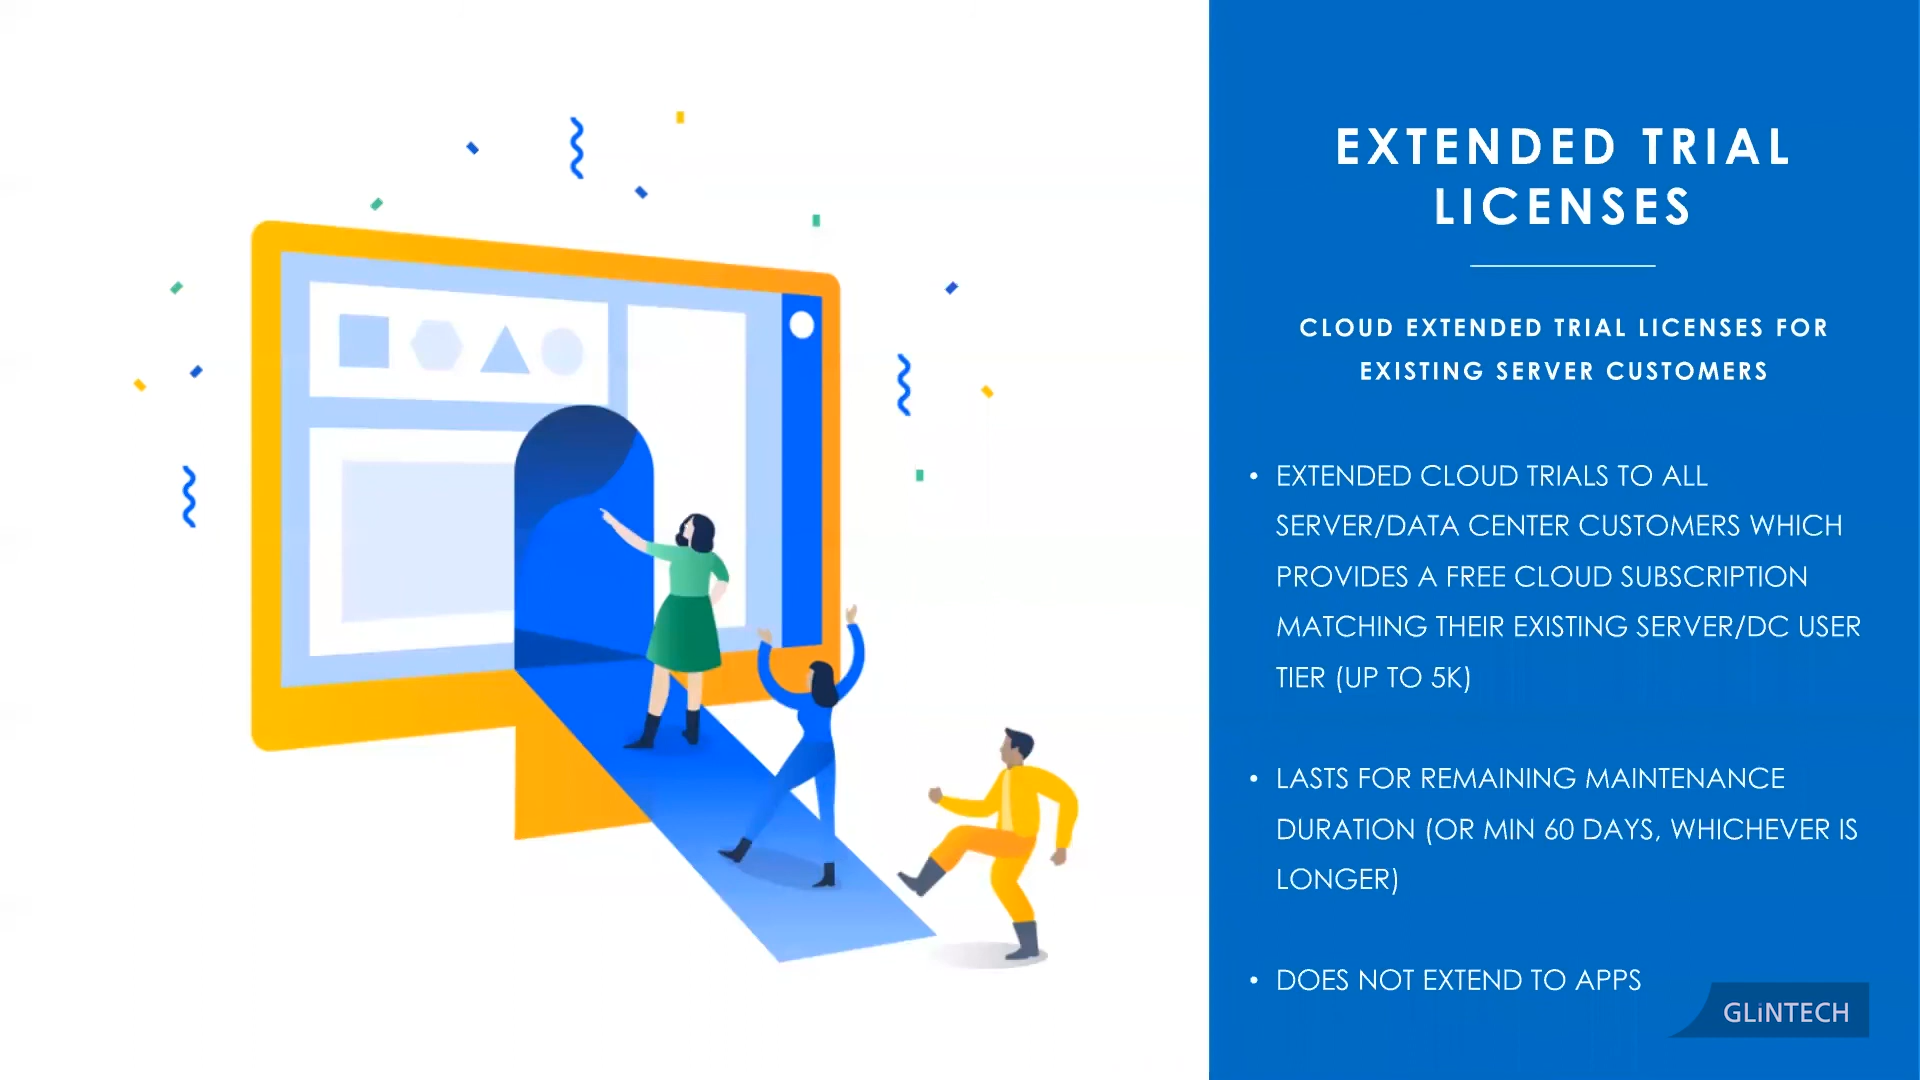 EXTENDED TRIAL
LICENSES
CLOUD EXTENDED TRIAL LICENSES FOR
EXISTING SERVER CUSTOMERS
• EXTENDED CLOUD TRIALS TO ALL
SERVER/DATA CENTER CUSTOMERS WHICH
PROVIDES A FREE CLOUD SUBSCRIPTION
MATCHING THEIR EXISTING SERVER/DC USER
TIER (UP TO 5K)
• LASTS FOR REMAINING MAINTENANCE
DURATION (OR MIN 60 DAYS, WHICHEVER IS
LONGER)
• DOES NOT EXTEND TO APPS
GLiNTECH